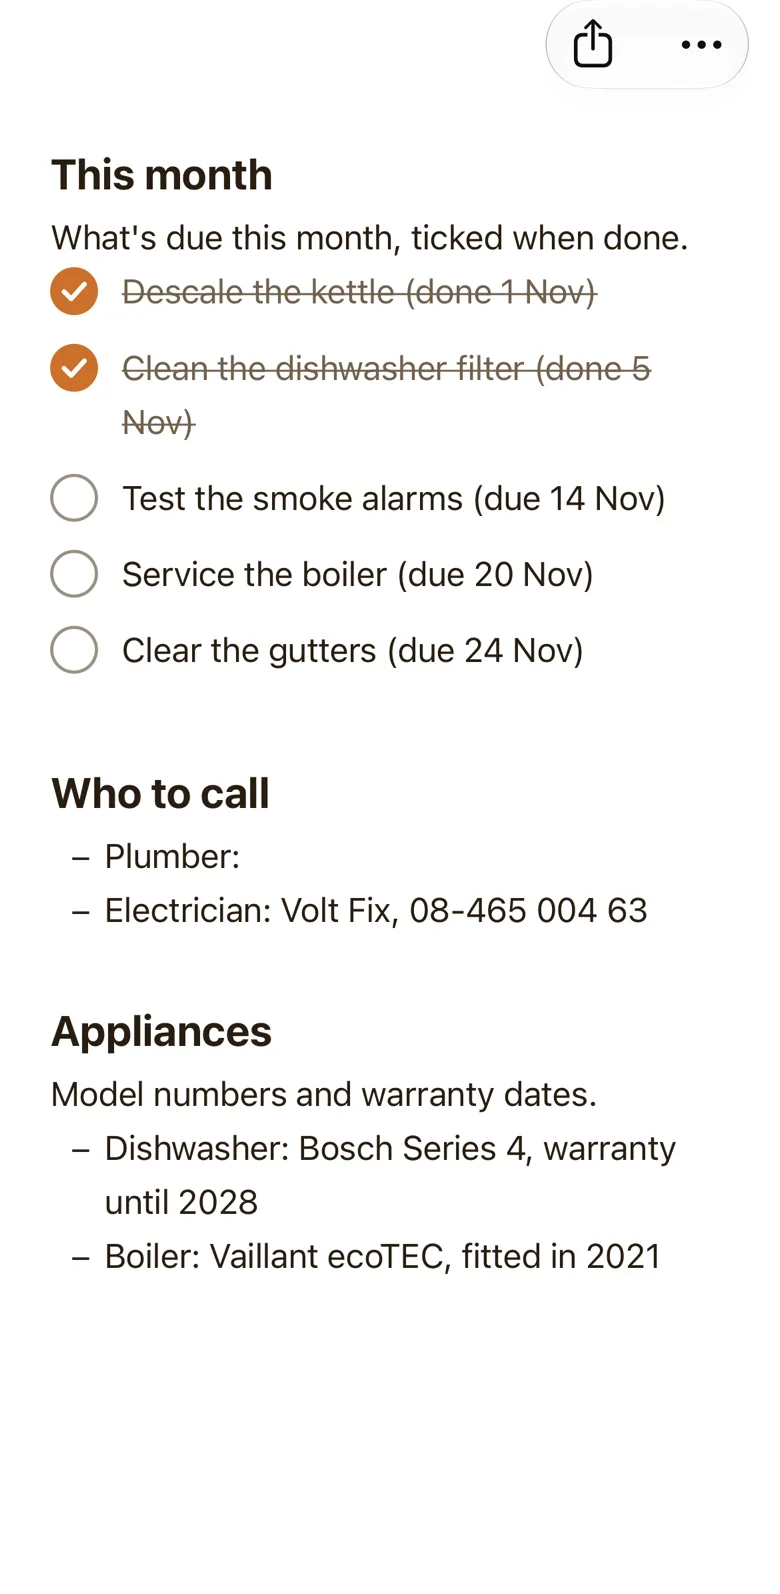 This month
What's due this month, ticked when done.
Descale the kettle (done 1 Nov)
Clean the dishwasher filter (done 5
Nov)
Test the smoke alarms (due 14 Nov)
Service the boiler (due 20 Nov)
Clear the gutters (due 24 Nov)
Who to call
– Plumber:
– Electrician: Volt Fix, 08-465 004 63
Appliances
Model numbers and warranty dates.
– Dishwasher: Bosch Series 4, warranty
until 2028
– Boiler: Vaillant ecoTEC, fitted in 2021